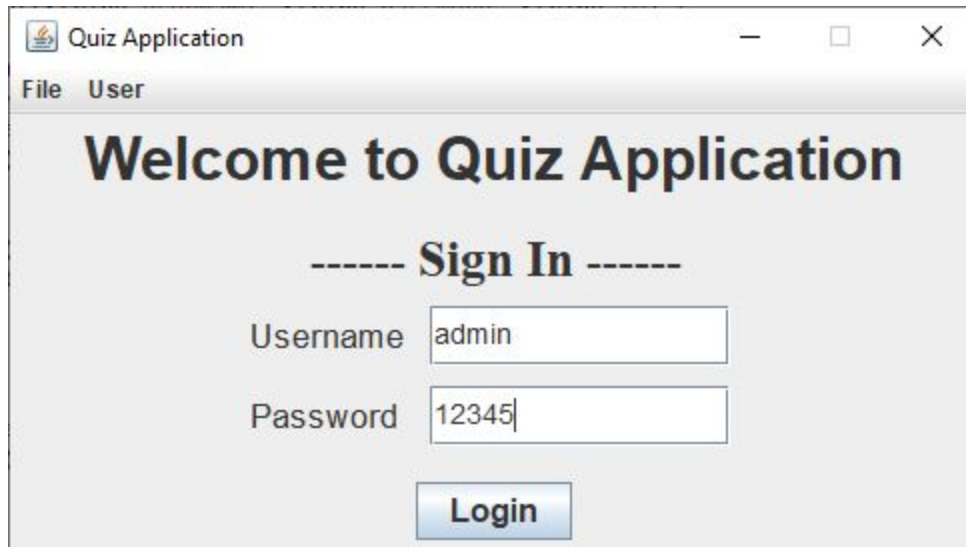 Quiz Application
File User
Welcome to Quiz Application
------ Sign In ------
Username admin
Password 12345
Login